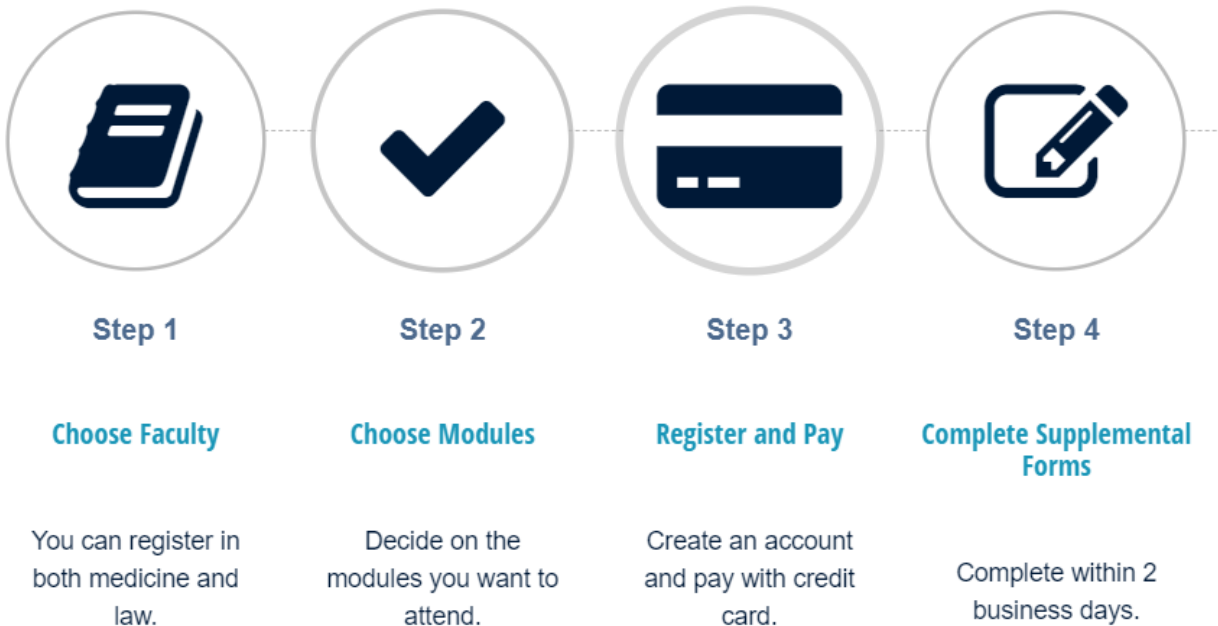 Step 1
Step 2
Step 3
Step 4
Choose Faculty
Choose Modules
Register and Pay
Complete Supplemental
Forms
You can register in
both medicine and
law.
Decide on the
modules you want to
attend.
Create an account
and pay with credit
card.
Complete within 2
business days.